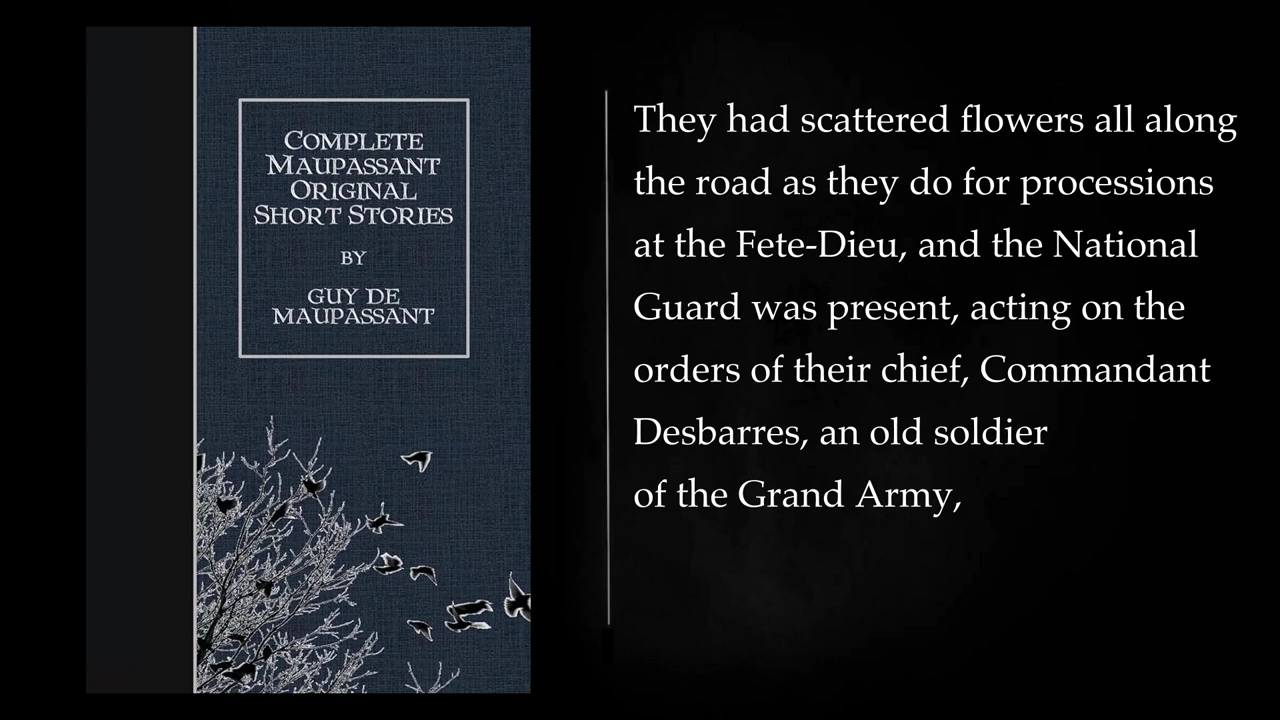 COMPLETE
MAUPASSANT
ORIGINAL
SHORT STORIES
BY
GUY DE
MAUPASSANT
They had scattered flowers all along
the road as they do for processions
at the Fete-Dieu, and the National
Guard was present, acting on the
orders of their chief, Commandant
Desbarres, an old soldier
of the Grand Army,